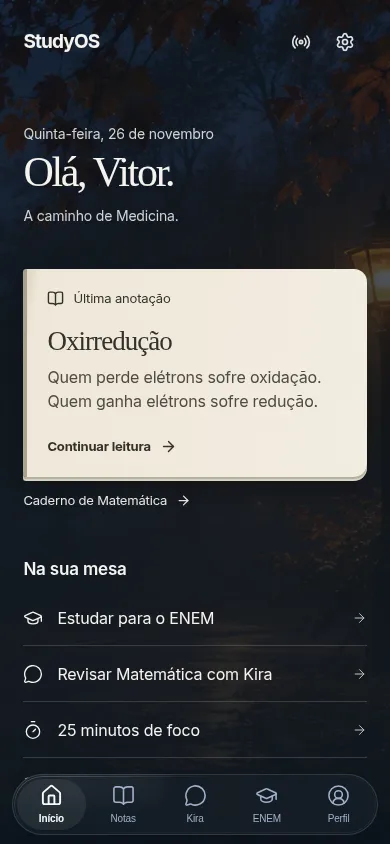 StudyOS
Quinta-feira, 26 de novembro
Olá, Vitor.
A caminho de Medicina.
Última anotação
Oxirredução
Quem perde elétrons sofre oxidação.
Quem ganha elétrons sofre redução.
Continuar leitura
Caderno de Matemática
Na sua mesa
Estudar para o ENEM
Revisar Matemática com Kira
25 minutos de foco
Início
Notas
Kira
ENEM
Perfil